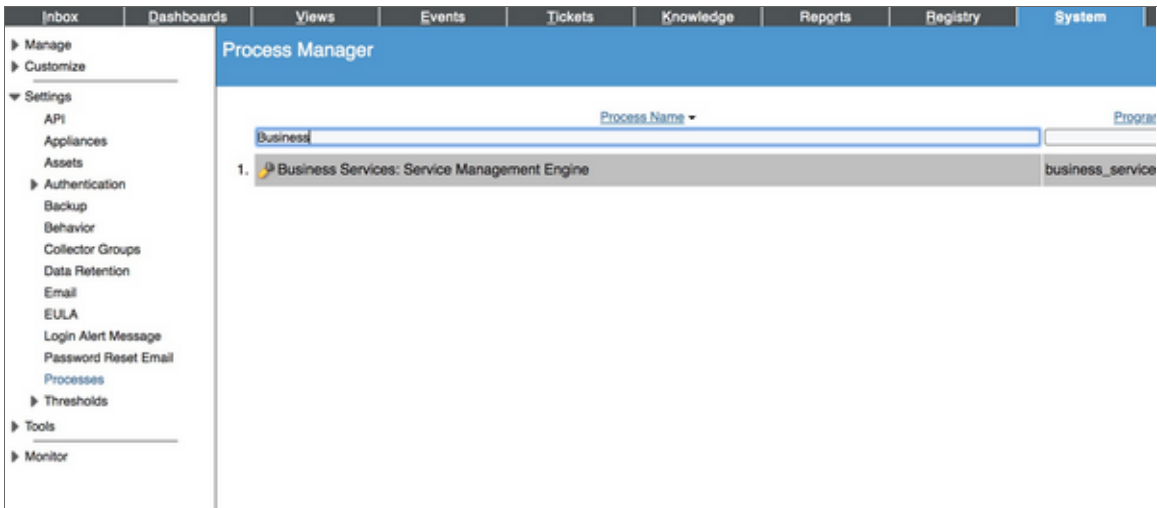 Inbox Dashboards Views Events Tickets Knowledge Reports Registry System
Manage
Customize
Process Manager
Settings
API
Appliances
Assets
Authentication
Backup
Behavior
Collector Groups
Data Retention
Email
EULA
Login Alert Message
Password Reset Email
Processes
Thresholds
Tools
Monitor
Process Name Progra
Business
1. Business Services: Service Management Engine business_service